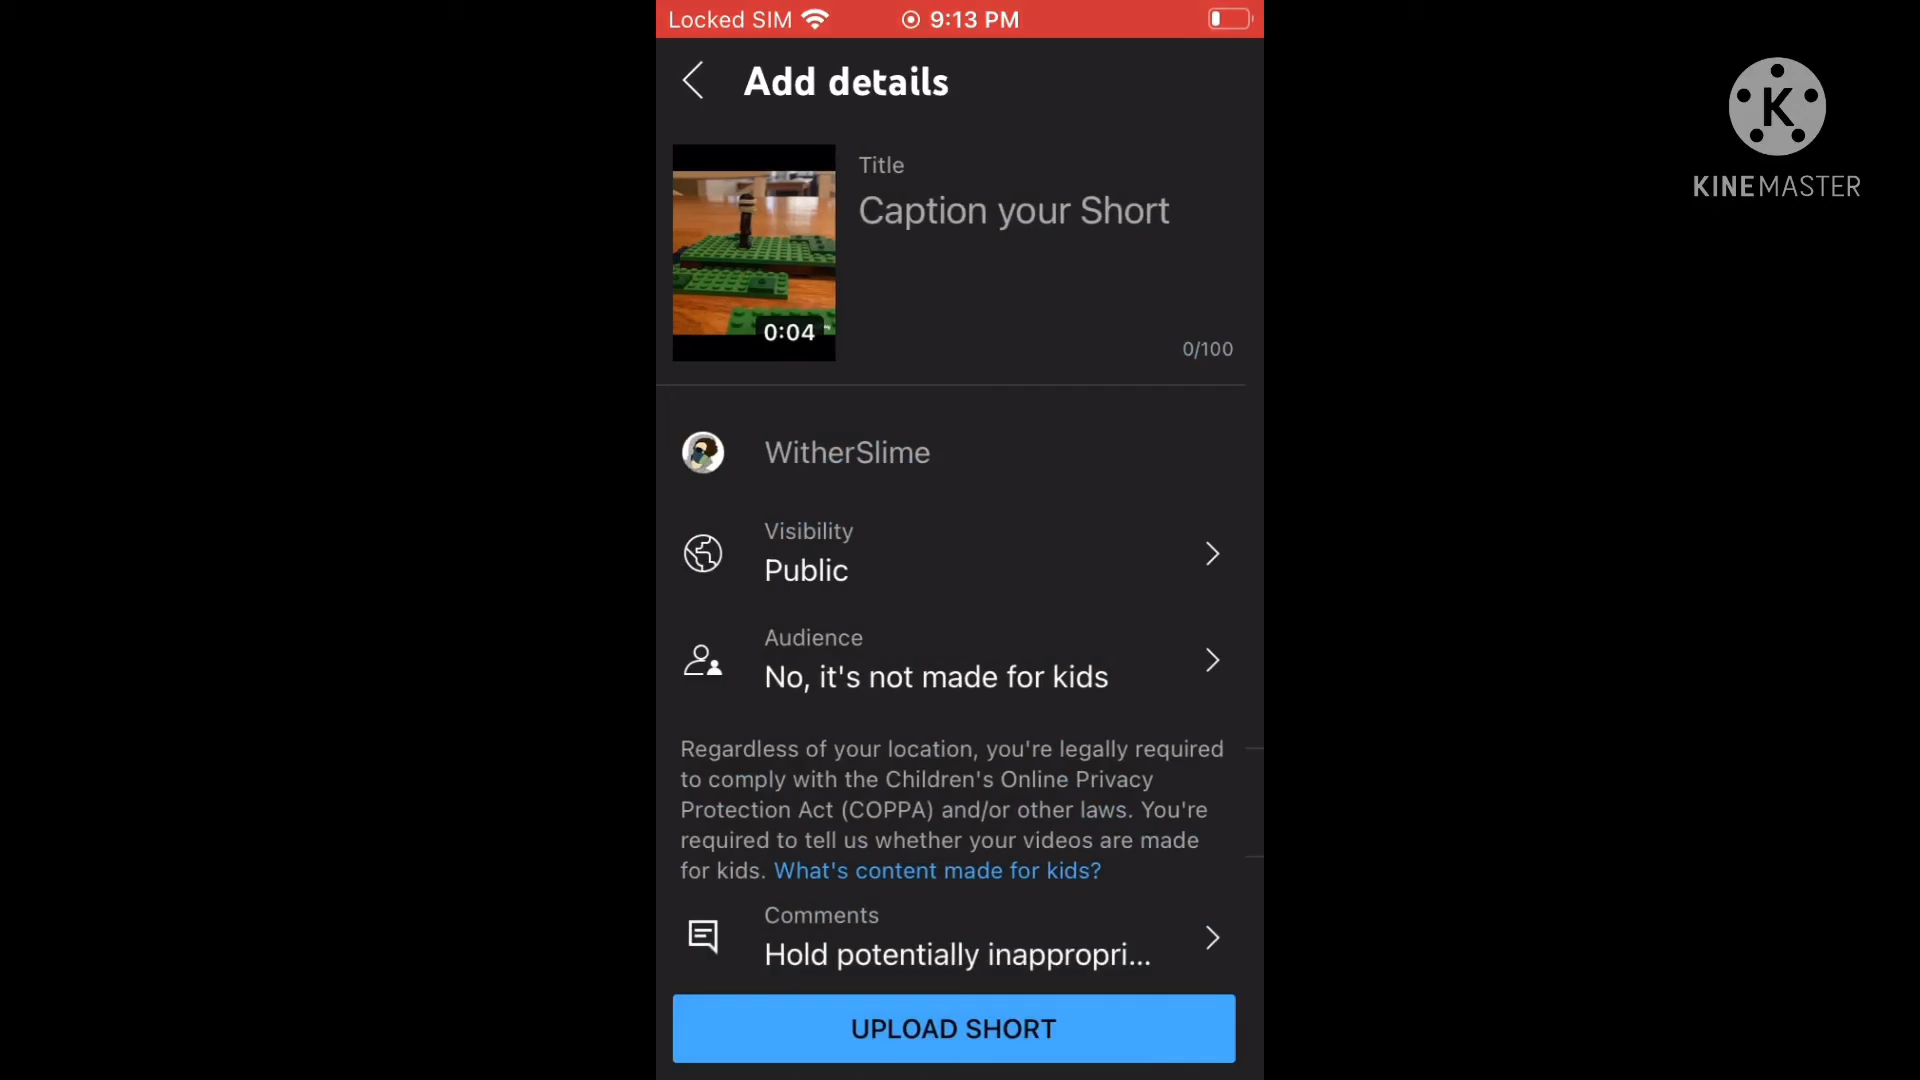 Locked SIM 9:13 PM
Add details
Title
Caption your Short
0:04
0/100
WitherSlime
Visibility
Public
Audience
No, it's not made for kids
Regardless of your location, you're legally required
to comply with the Children's Online Privacy
Protection Act (COPPA) and/or other laws. You're
required to tell us whether your videos are made
for kids. What's content made for kids?
Comments
Hold potentially inappropri...
UPLOAD SHORT
K
KINEMASTER